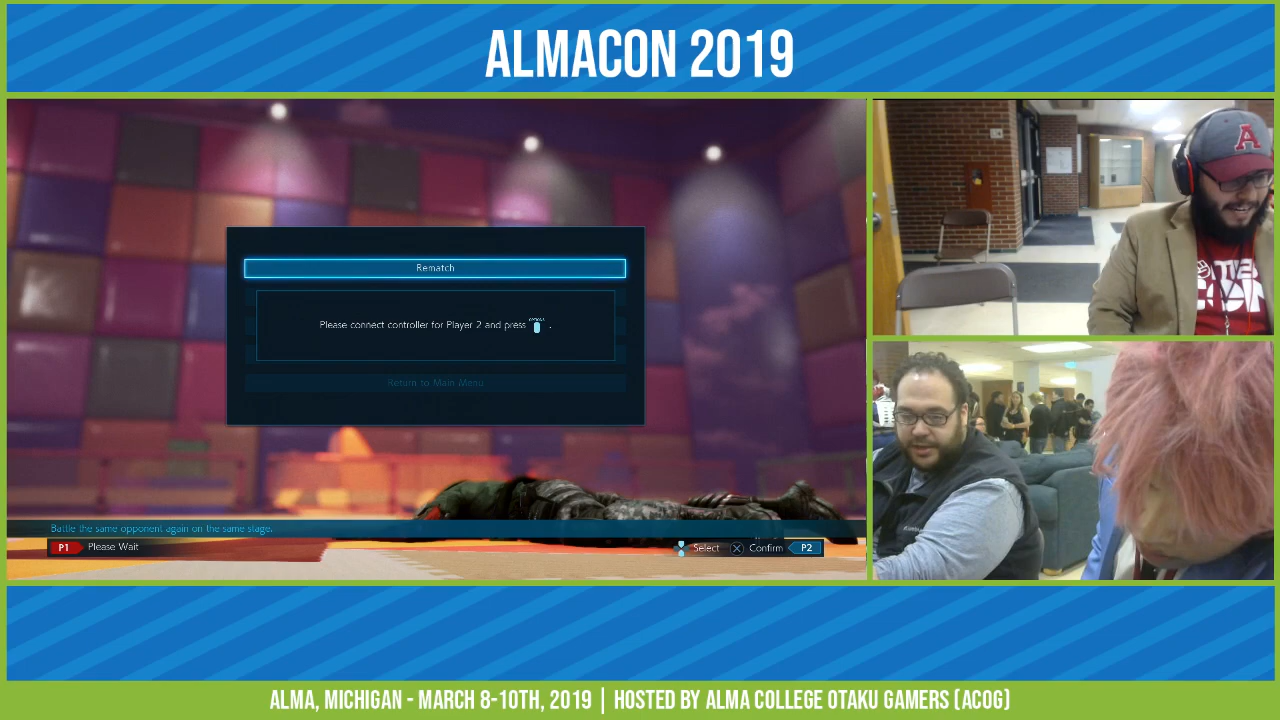 ALMACON 2019
Rematch
Please connect controller for Player 2 and press OPTIONS .
Return to Main Menu
Battle the same opponent again on the same stage.
P1 Please Wait
Select Confirm P2
A
ALMA, MICHIGAN - MARCH 8-10TH, 2019 | HOSTED BY ALMA COLLEGE OTAKU GAMERS (ACOG)